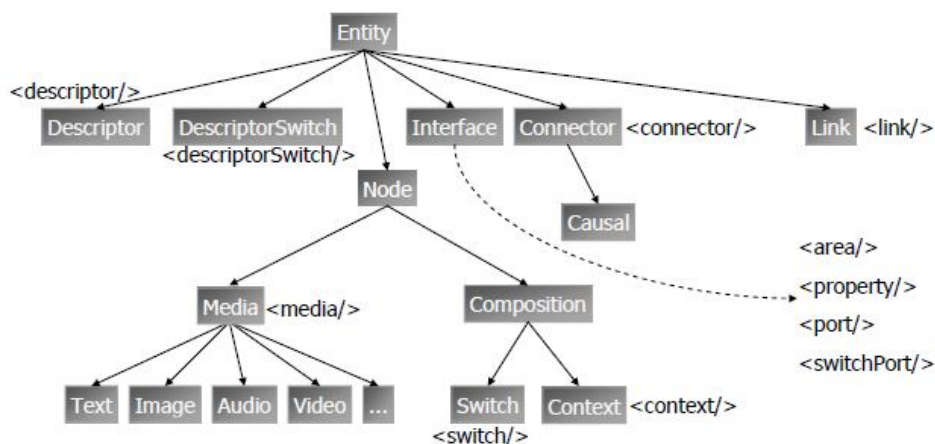 Entity
<descriptor/>
Descriptor
DescriptorSwitch
<descriptorSwitch/>
Interface
Connector
<connector/>
Link
<link/>
Node
Causal
<area/>
<property/>
<port/>
<switchPort/>
Media
<media/>
Composition
Text
Image
Audio
Video
...
Switch
<switch/>
Context
<context/>